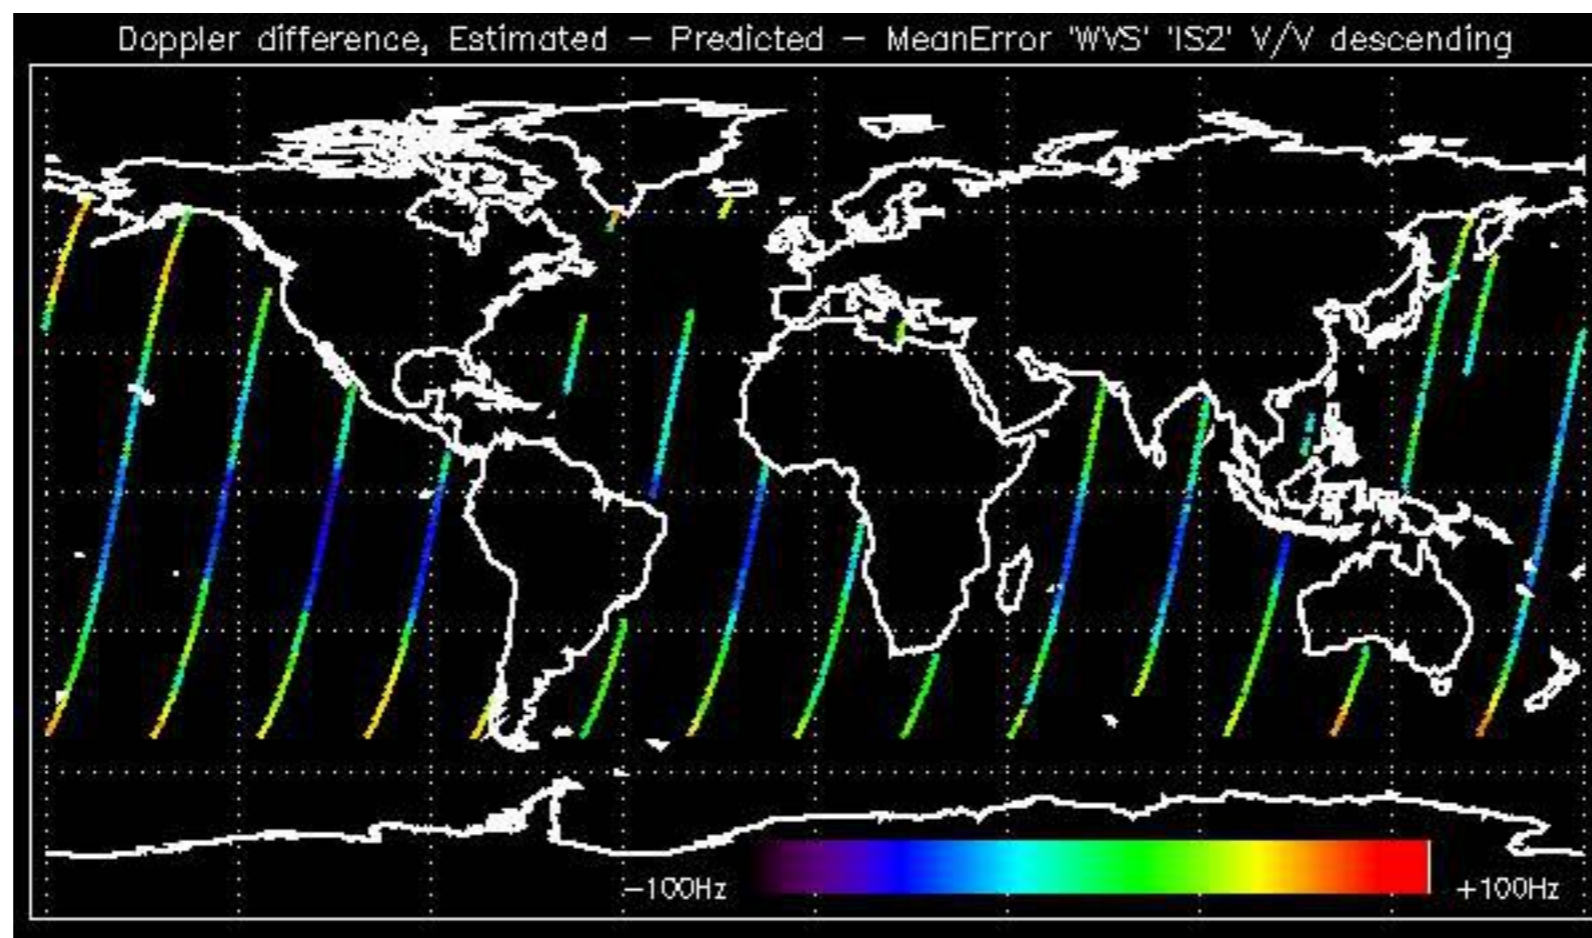 Doppler difference, Estimated – Predicted – MeanError 'WVS' 'IS2' V/V descending
−100Hz
+100Hz